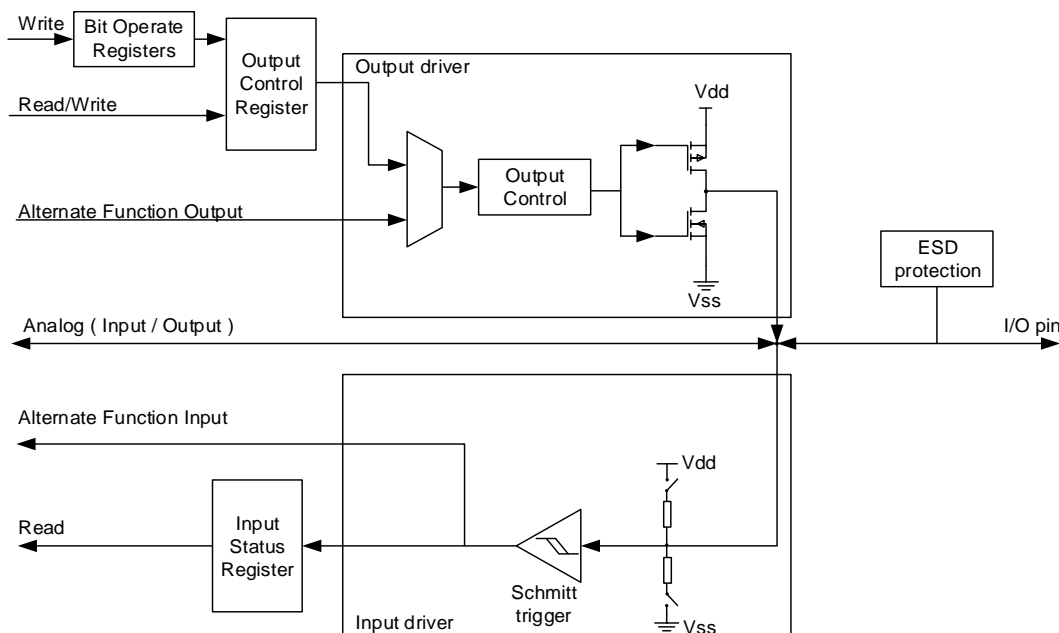 Write
Bit Operate
Registers
Output
Control
Register
Read/Write
Output driver
Vdd
Output
Control
Alternate Function Output
Vss
ESD
protection
Analog ( Input / Output )
I/O pin
Alternate Function Input
Vdd
Read
Input
Status
Register
Schmitt
trigger
Input driver
Vss